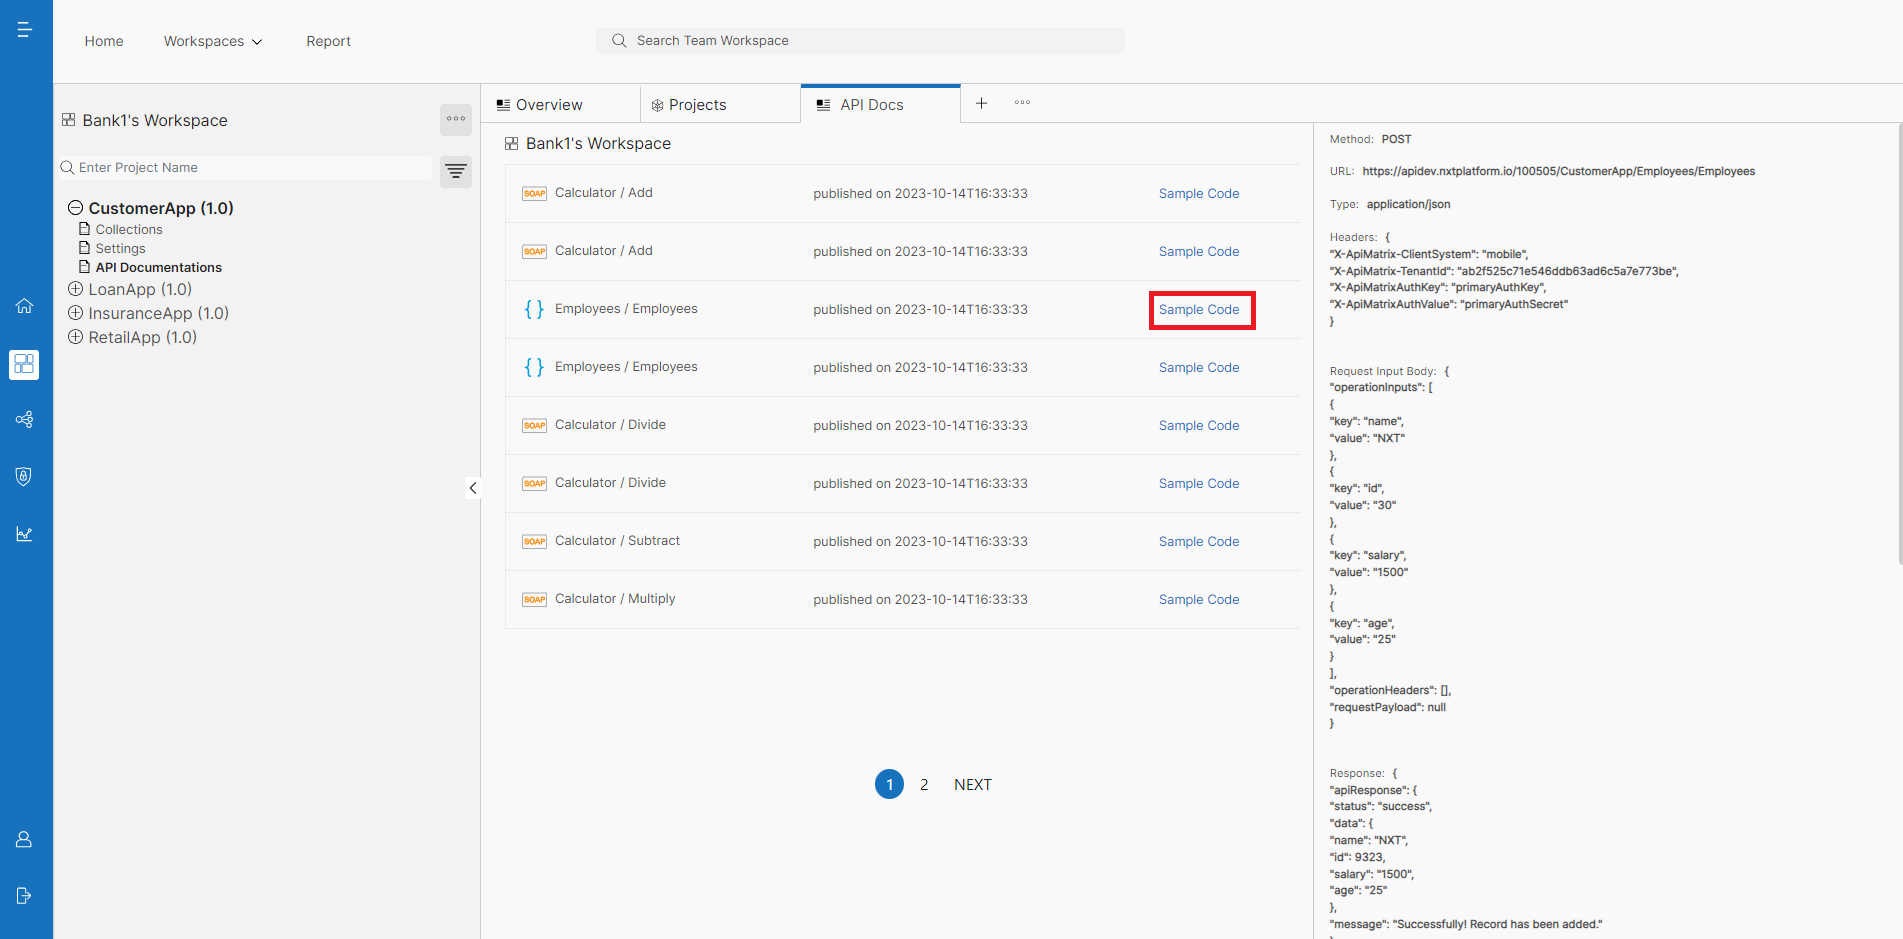 Home
Workspaces
Report
Search Team Workspace
Bank1's Workspace
Enter Project Name
CustomerApp (1.0)
Collections
Settings
API Documentations
LoanApp (1.0)
InsuranceApp (1.0)
RetailApp (1.0)
Overview
Projects
API Docs
Bank1's Workspace
SOAP Calculator / Add published on 2023-10-14T16:33:33 Sample Code
SOAP Calculator / Add published on 2023-10-14T16:33:33 Sample Code
{ } Employees / Employees published on 2023-10-14T16:33:33 Sample Code
{ } Employees / Employees published on 2023-10-14T16:33:33 Sample Code
SOAP Calculator / Divide published on 2023-10-14T16:33:33 Sample Code
SOAP Calculator / Divide published on 2023-10-14T16:33:33 Sample Code
SOAP Calculator / Subtract published on 2023-10-14T16:33:33 Sample Code
SOAP Calculator / Multiply published on 2023-10-14T16:33:33 Sample Code
1 2 NEXT
Method: POST
URL: https://apidev.nxtplatform.io/100505/CustomerApp/Employees/Employees
Type: application/json
Headers: {
"X-ApiMatrix-ClientSystem": "mobile",
"X-ApiMatrix-TenantId": "ab2f525c71e546ddb63ad6c5a7e773be",
"X-ApiMatrixAuthKey": "primaryAuthKey",
"X-ApiMatrixAuthValue": "primaryAuthSecret"
}
Request Input Body: {
"operationInputs": [
{
"key": "name",
"value": "NXT"
},
{
"key": "id",
"value": "30"
},
{
"key": "salary",
"value": "1500"
},
{
"key": "age",
"value": "25"
}
],
"operationHeaders": [],
"requestPayload": null
}
Response: {
"apiResponse": {
"status": "success",
"data": {
"name": "NXT",
"id": 9323,
"salary": "1500",
"age": "25"
},
"message": "Successfully! Record has been added."